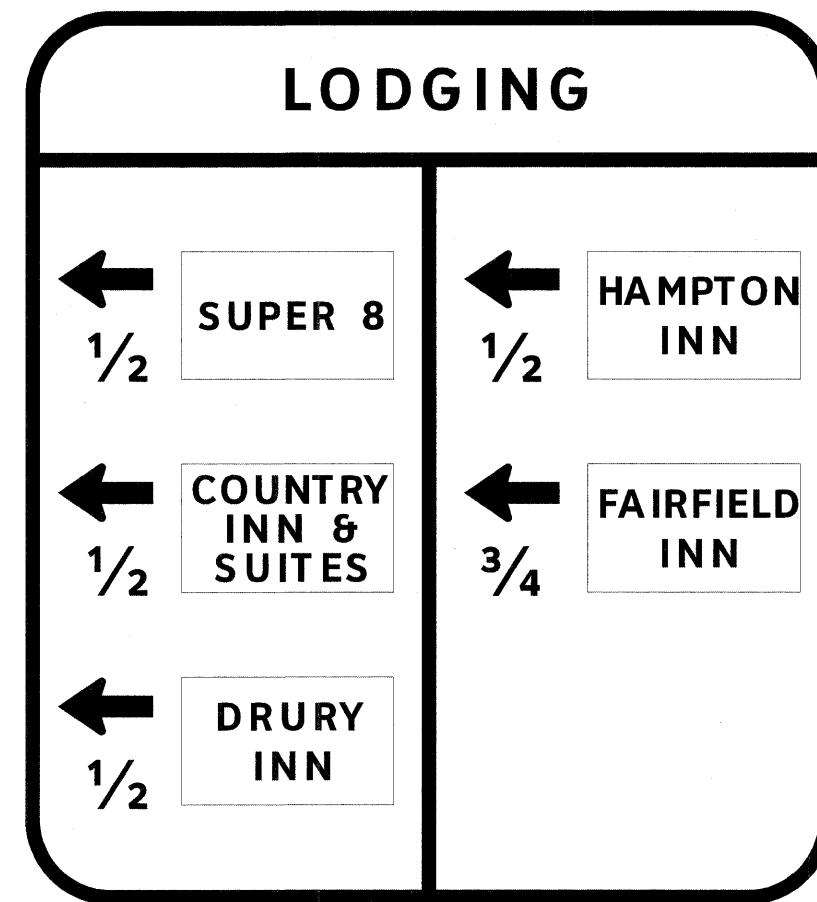 LODGING
SUPER 8
1/2
COUNTRY
INN &
SUITES
1/2
DRURY
INN
1/2
HAMPTON
INN
1/2
FAIRFIELD
INN
3/4